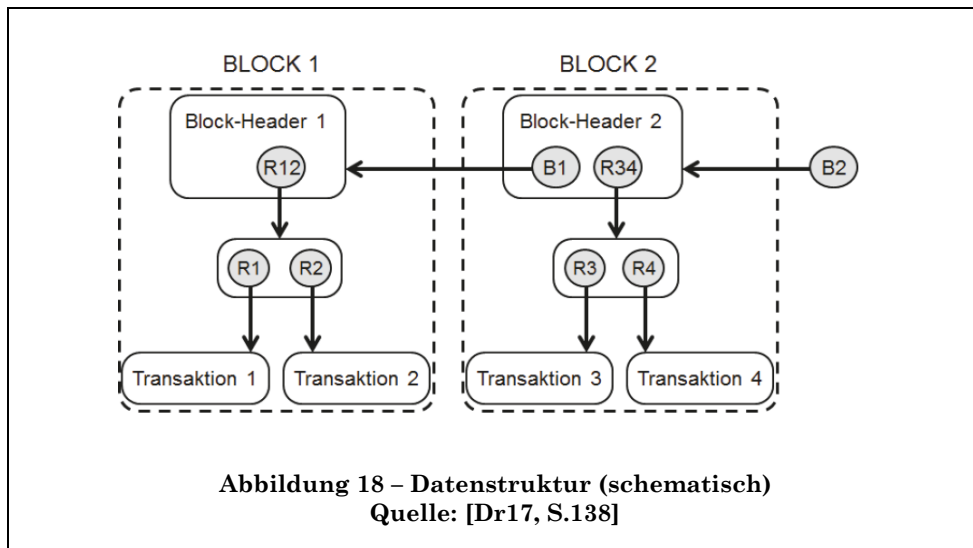 BLOCK 1 BLOCK 2
Block-Header 1 Block-Header 2
R12 B1 R34 B2
R1 R2 R3 R4
Transaktion 1 Transaktion 2 Transaktion 3 Transaktion 4
Abbildung 18 – Datenstruktur (schematisch)
Quelle: [Dr17, S.138]